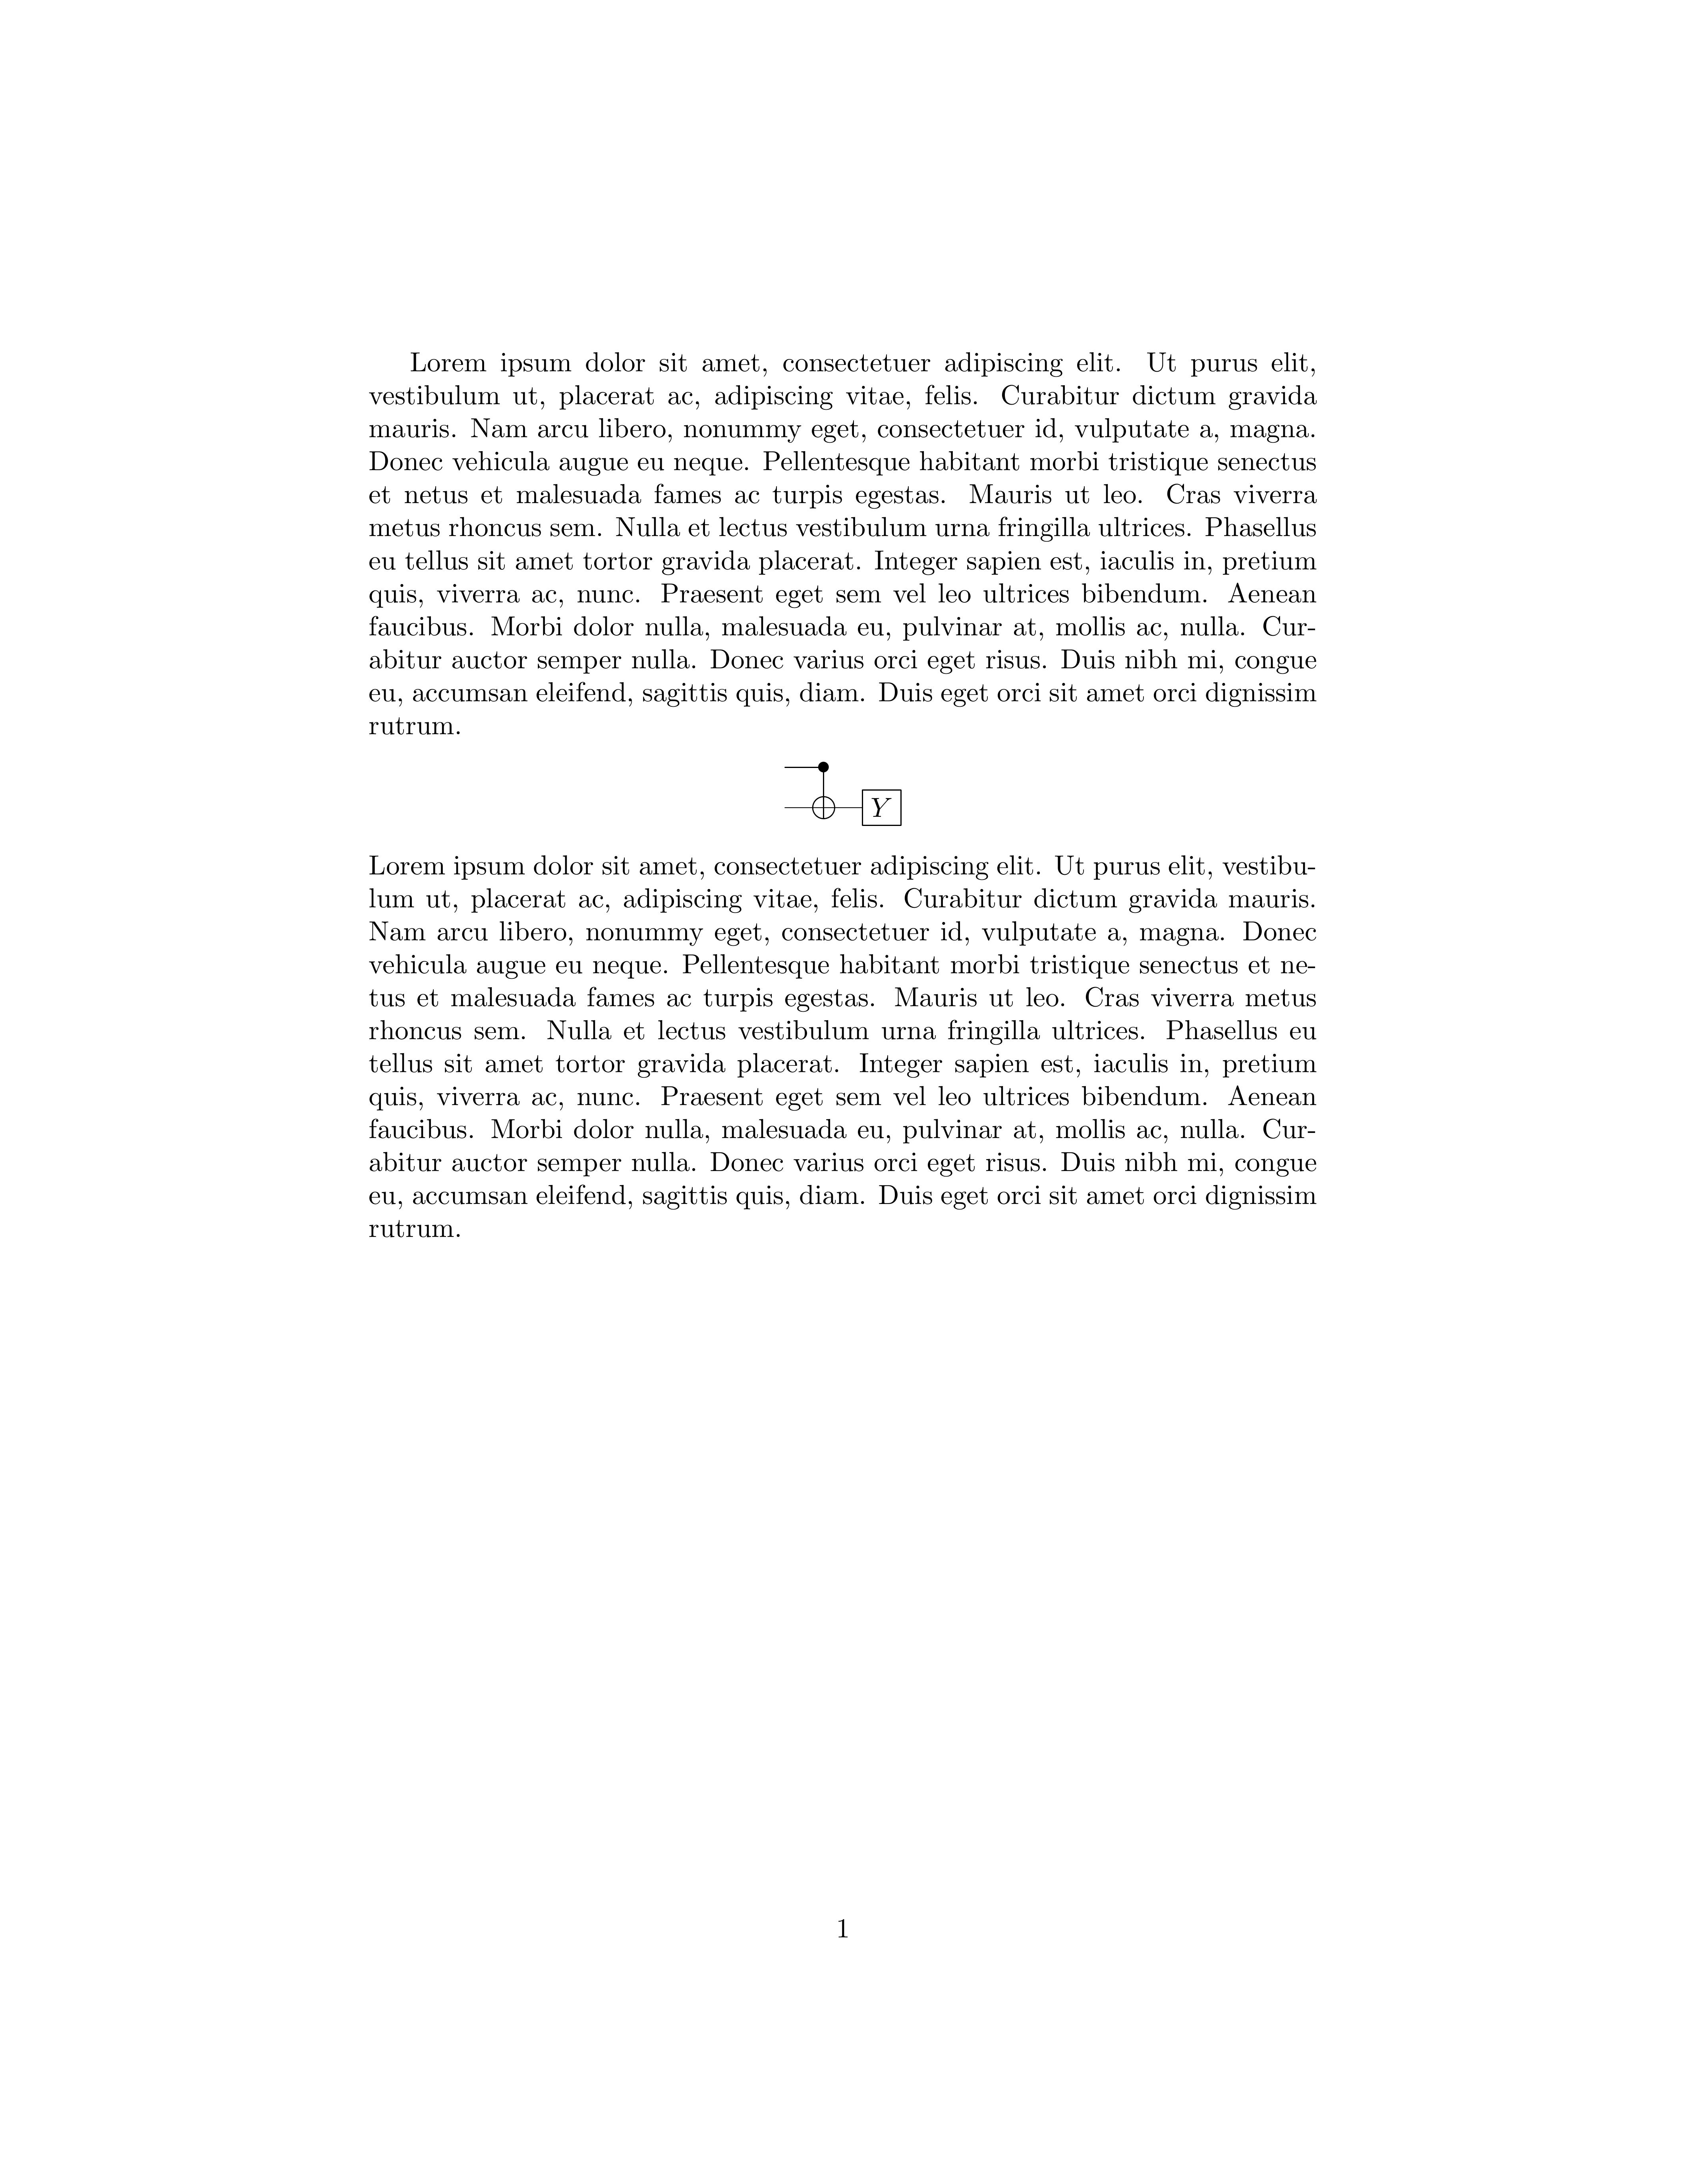 Lorem ipsum dolor sit amet, consectetuer adipiscing elit. Ut purus elit,
vestibulum ut, placerat ac, adipiscing vitae, felis. Curabitur dictum gravida
mauris. Nam arcu libero, nonummy eget, consectetuer id, vulputate a, magna.
Donec vehicula augue eu neque. Pellentesque habitant morbi tristique senectus
et netus et malesuada fames ac turpis egestas. Mauris ut leo. Cras viverra
metus rhoncus sem. Nulla et lectus vestibulum urna fringilla ultrices. Phasellus
eu tellus sit amet tortor gravida placerat. Integer sapien est, iaculis in, pretium
quis, viverra ac, nunc. Praesent eget sem vel leo ultrices bibendum. Aenean
faucibus. Morbi dolor nulla, malesuada eu, pulvinar at, mollis ac, nulla. Cur-
abitur auctor semper nulla. Donec varius orci eget risus. Duis nibh mi, congue
eu, accumsan eleifend, sagittis quis, diam. Duis eget orci sit amet orci dignissim
rutrum.
Y
Lorem ipsum dolor sit amet, consectetuer adipiscing elit. Ut purus elit, vestibu-
lum ut, placerat ac, adipiscing vitae, felis. Curabitur dictum gravida mauris.
Nam arcu libero, nonummy eget, consectetuer id, vulputate a, magna. Donec
vehicula augue eu neque. Pellentesque habitant morbi tristique senectus et ne-
tus et malesuada fames ac turpis egestas. Mauris ut leo. Cras viverra metus
rhoncus sem. Nulla et lectus vestibulum urna fringilla ultrices. Phasellus eu
tellus sit amet tortor gravida placerat. Integer sapien est, iaculis in, pretium
quis, viverra ac, nunc. Praesent eget sem vel leo ultrices bibendum. Aenean
faucibus. Morbi dolor nulla, malesuada eu, pulvinar at, mollis ac, nulla. Cur-
abitur auctor semper nulla. Donec varius orci eget risus. Duis nibh mi, congue
eu, accumsan eleifend, sagittis quis, diam. Duis eget orci sit amet orci dignissim
rutrum.
1